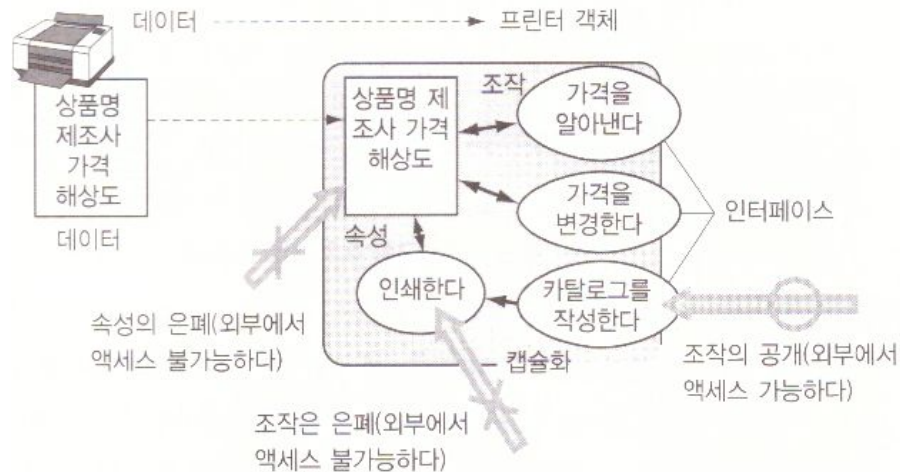 데이터
프린터 객체
상품명
제조사
가격
해상도
데이터
상품명 제
조사 가격
해상도
속성
조작
가격을
알아낸다
가격을
변경한다
인쇄한다
카탈로그를
작성한다
인터페이스
캡슐화
속성의 은폐(외부에서
액세스 불가능하다)
조작은 은폐(외부에서
액세스 불가능하다)
조작의 공개(외부에서
액세스 가능하다)